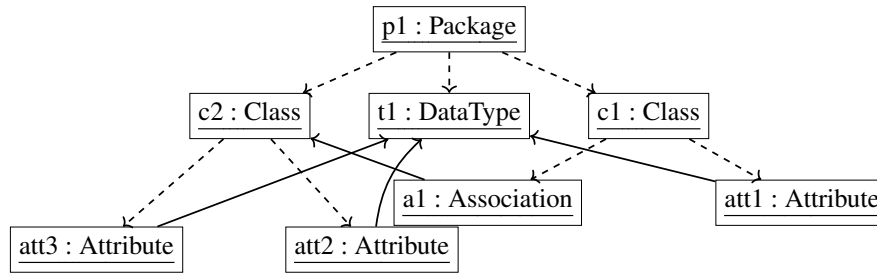 p1 : Package
c2 : Class
t1 : DataType
c1 : Class
a1 : Association
att1 : Attribute
att3 : Attribute
att2 : Attribute